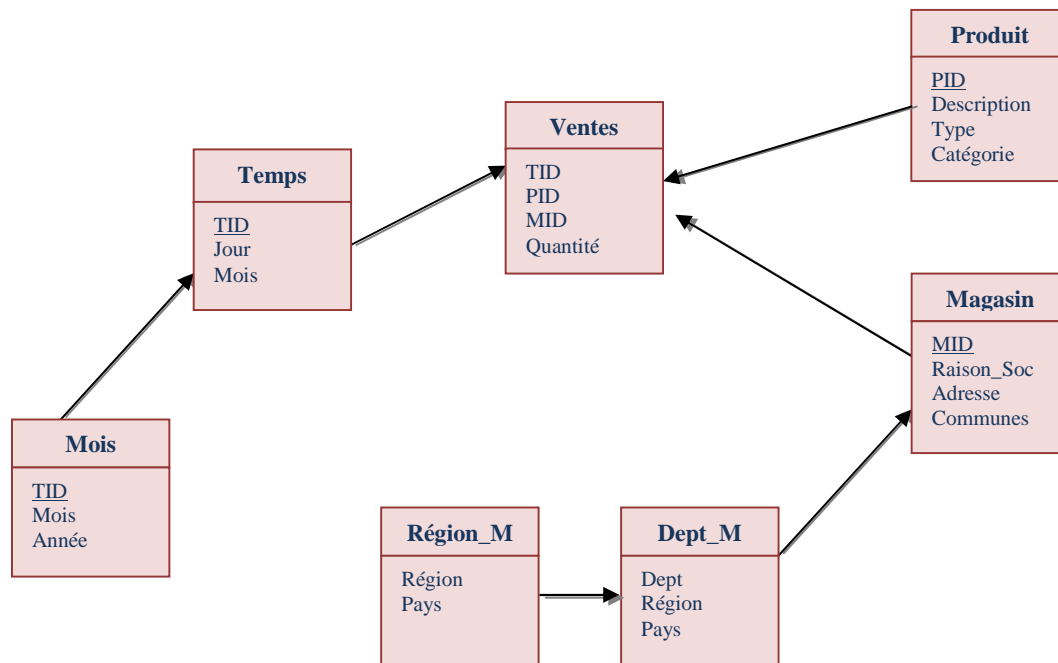 Produit
PID
Description
Type
Catégorie
Ventes
TID
PID
MID
Quantité
Temps
TID
Jour
Mois
Magasin
MID
Raison_Soc
Adresse
Communes
Mois
TID
Mois
Année
Région_M
Région
Pays
Dept_M
Dept
Région
Pays